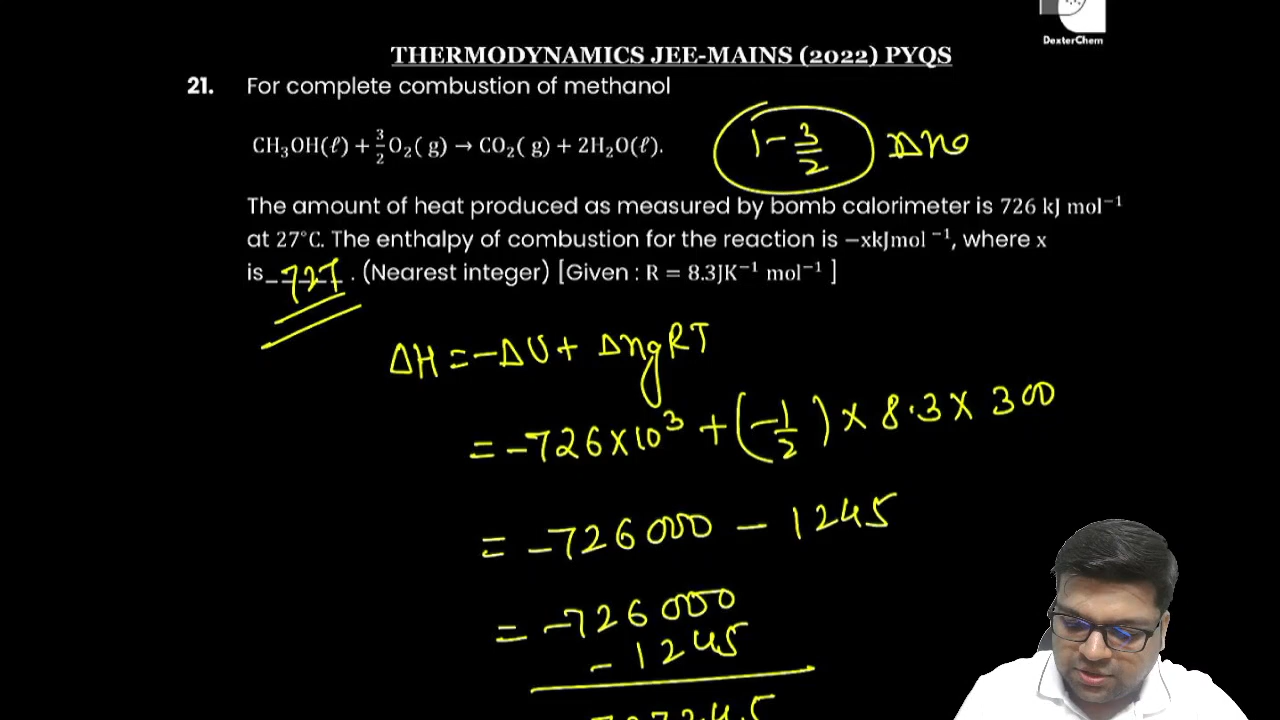 DexterChem
THERMODYNAMICS JEE-MAINS (2022) PYQS
21. For complete combustion of methanol
CH₃OH(ℓ) + 3/2 O₂(g) → CO₂(g) + 2H₂O(ℓ).
1 - 3/2
The amount of heat produced as measured by bomb calorimeter is 726 kJ mol⁻¹
at 27°C. The enthalpy of combustion for the reaction is −xkJmol ⁻¹, where x
is_727_. (Nearest integer) [Given : R = 8.3JK⁻¹ mol⁻¹ ]
ΔH = -ΔU + ΔngRT
= -726×10³ + (-1/2) × 8.3 × 300
= -726000 - 1245
= -726000
- 1245